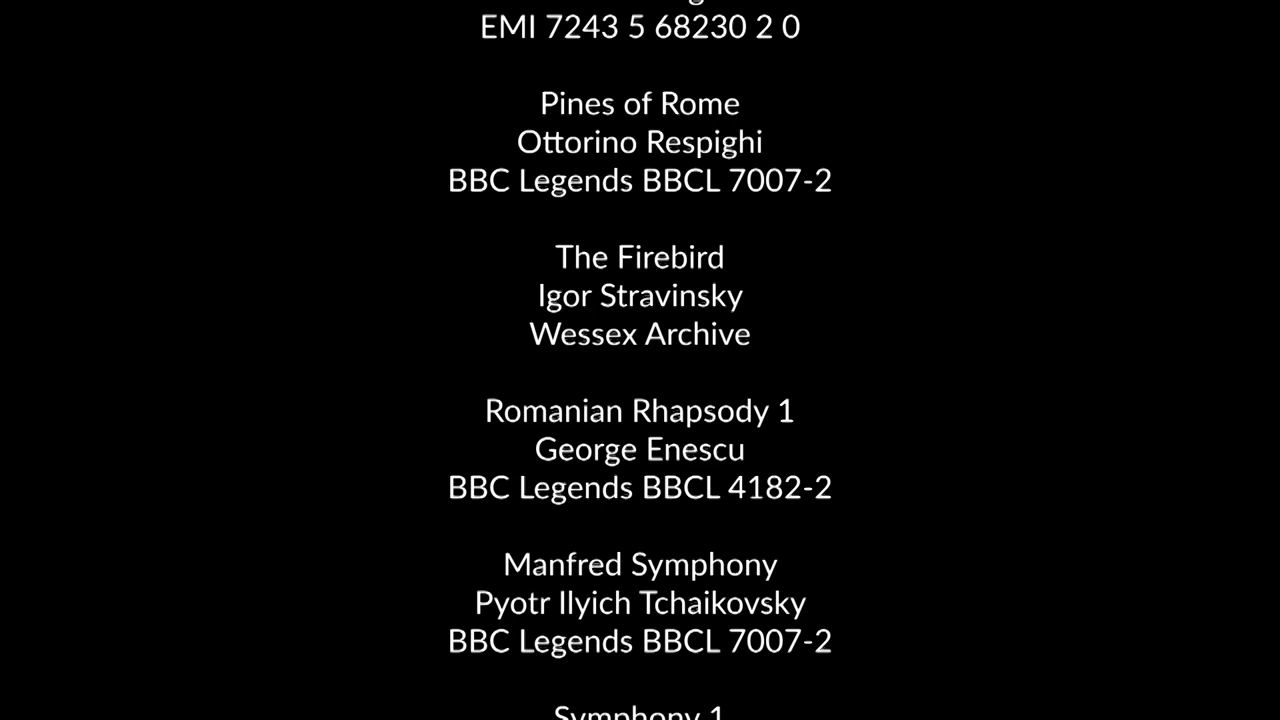 EMI 7243 5 68230 2 0
Pines of Rome
Ottorino Respighi
BBC Legends BBCL 7007-2
The Firebird
Igor Stravinsky
Wessex Archive
Romanian Rhapsody 1
George Enescu
BBC Legends BBCL 4182-2
Manfred Symphony
Pyotr Ilyich Tchaikovsky
BBC Legends BBCL 7007-2
Symphony 1